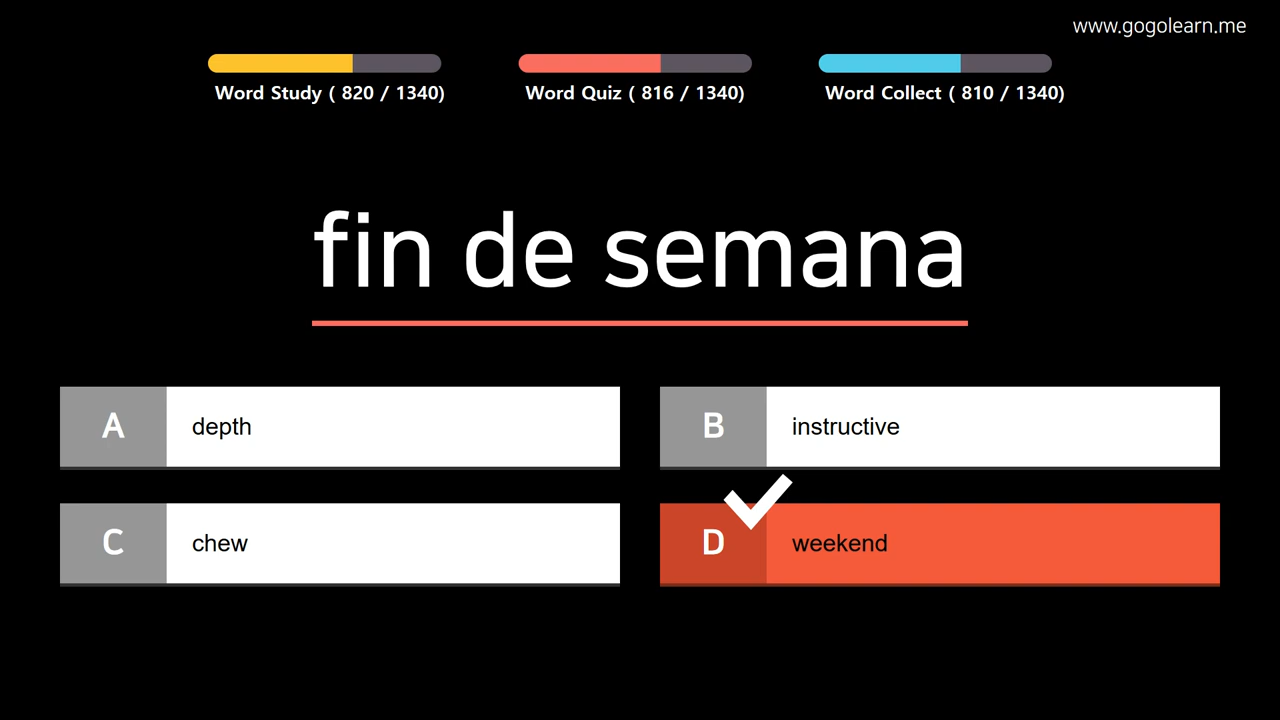 www.gogolearn.me
Word Study ( 820 / 1340)
Word Quiz ( 816 / 1340)
Word Collect ( 810 / 1340)
fin de semana
A
depth
B
instructive
C
chew
D
weekend